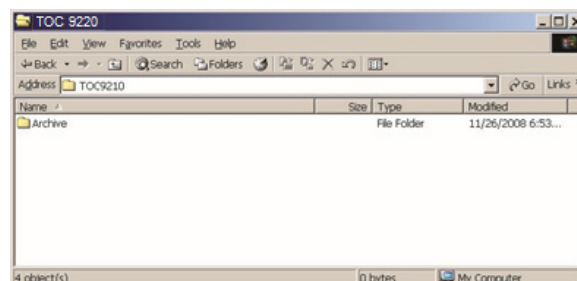 TOC 9220
File Edit View Favorites Tools Help
Back Search Folders
Address TOC9210 Go Links
Name Size Type Modified
Archive File Folder 11/26/2008 6:53...
4 object(s) 0 bytes My Computer